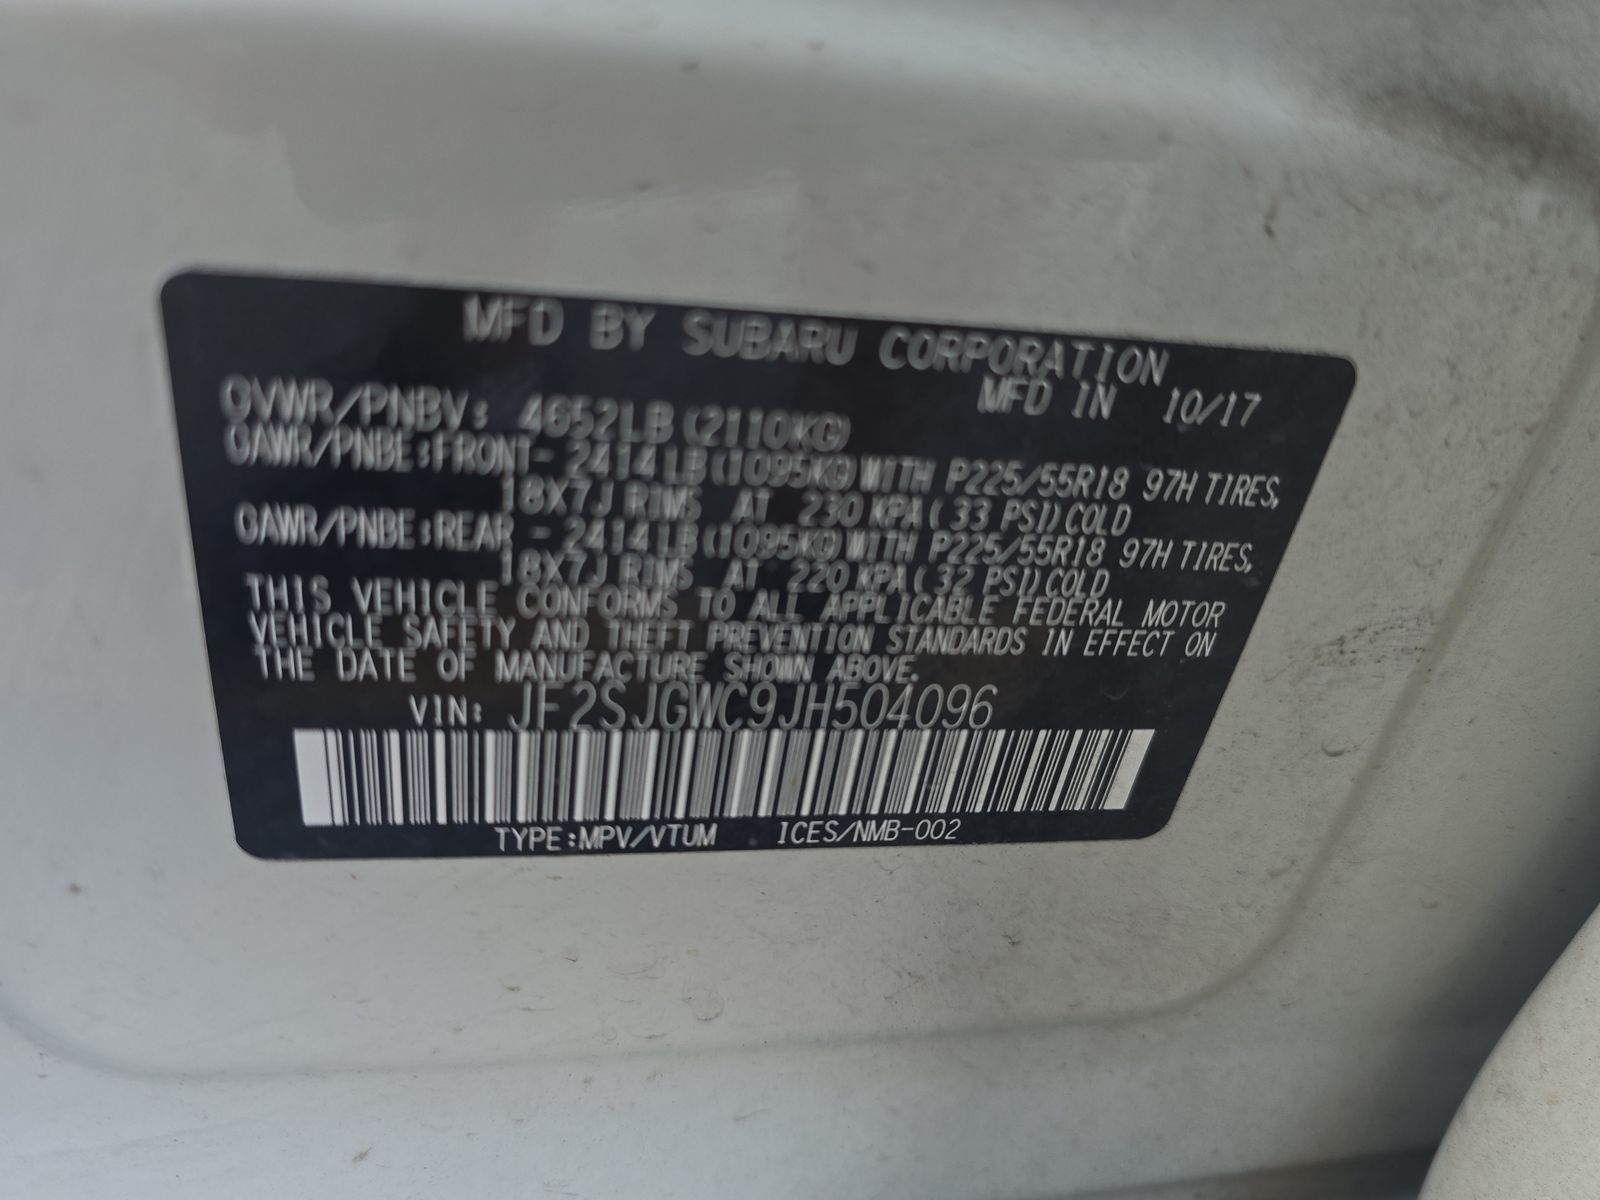 MFD BY SUBARU CORPORATION
MFD IN 10/17
GVWR/PNBV: 4652LB (2110KG)
GAWR/PNBE:FRONT- 2414LB(1095KG)WITH P225/55R18 97H TIRES,
18X7J RIMS AT 230 KPA( 33 PSI)COLD
GAWR/PNBE:REAR - 2414LB(1095KG)WITH P225/55R18 97H TIRES,
18X7J RIMS AT 220 KPA( 32 PSI)COLD
THIS VEHICLE CONFORMS TO ALL APPLICABLE FEDERAL MOTOR
VEHICLE SAFETY AND THEFT PREVENTION STANDARDS IN EFFECT ON
THE DATE OF MANUFACTURE SHOWN ABOVE.
VIN: JF2SJGWC9JH504096
TYPE:MPV/VTUM ICES/NMB-002